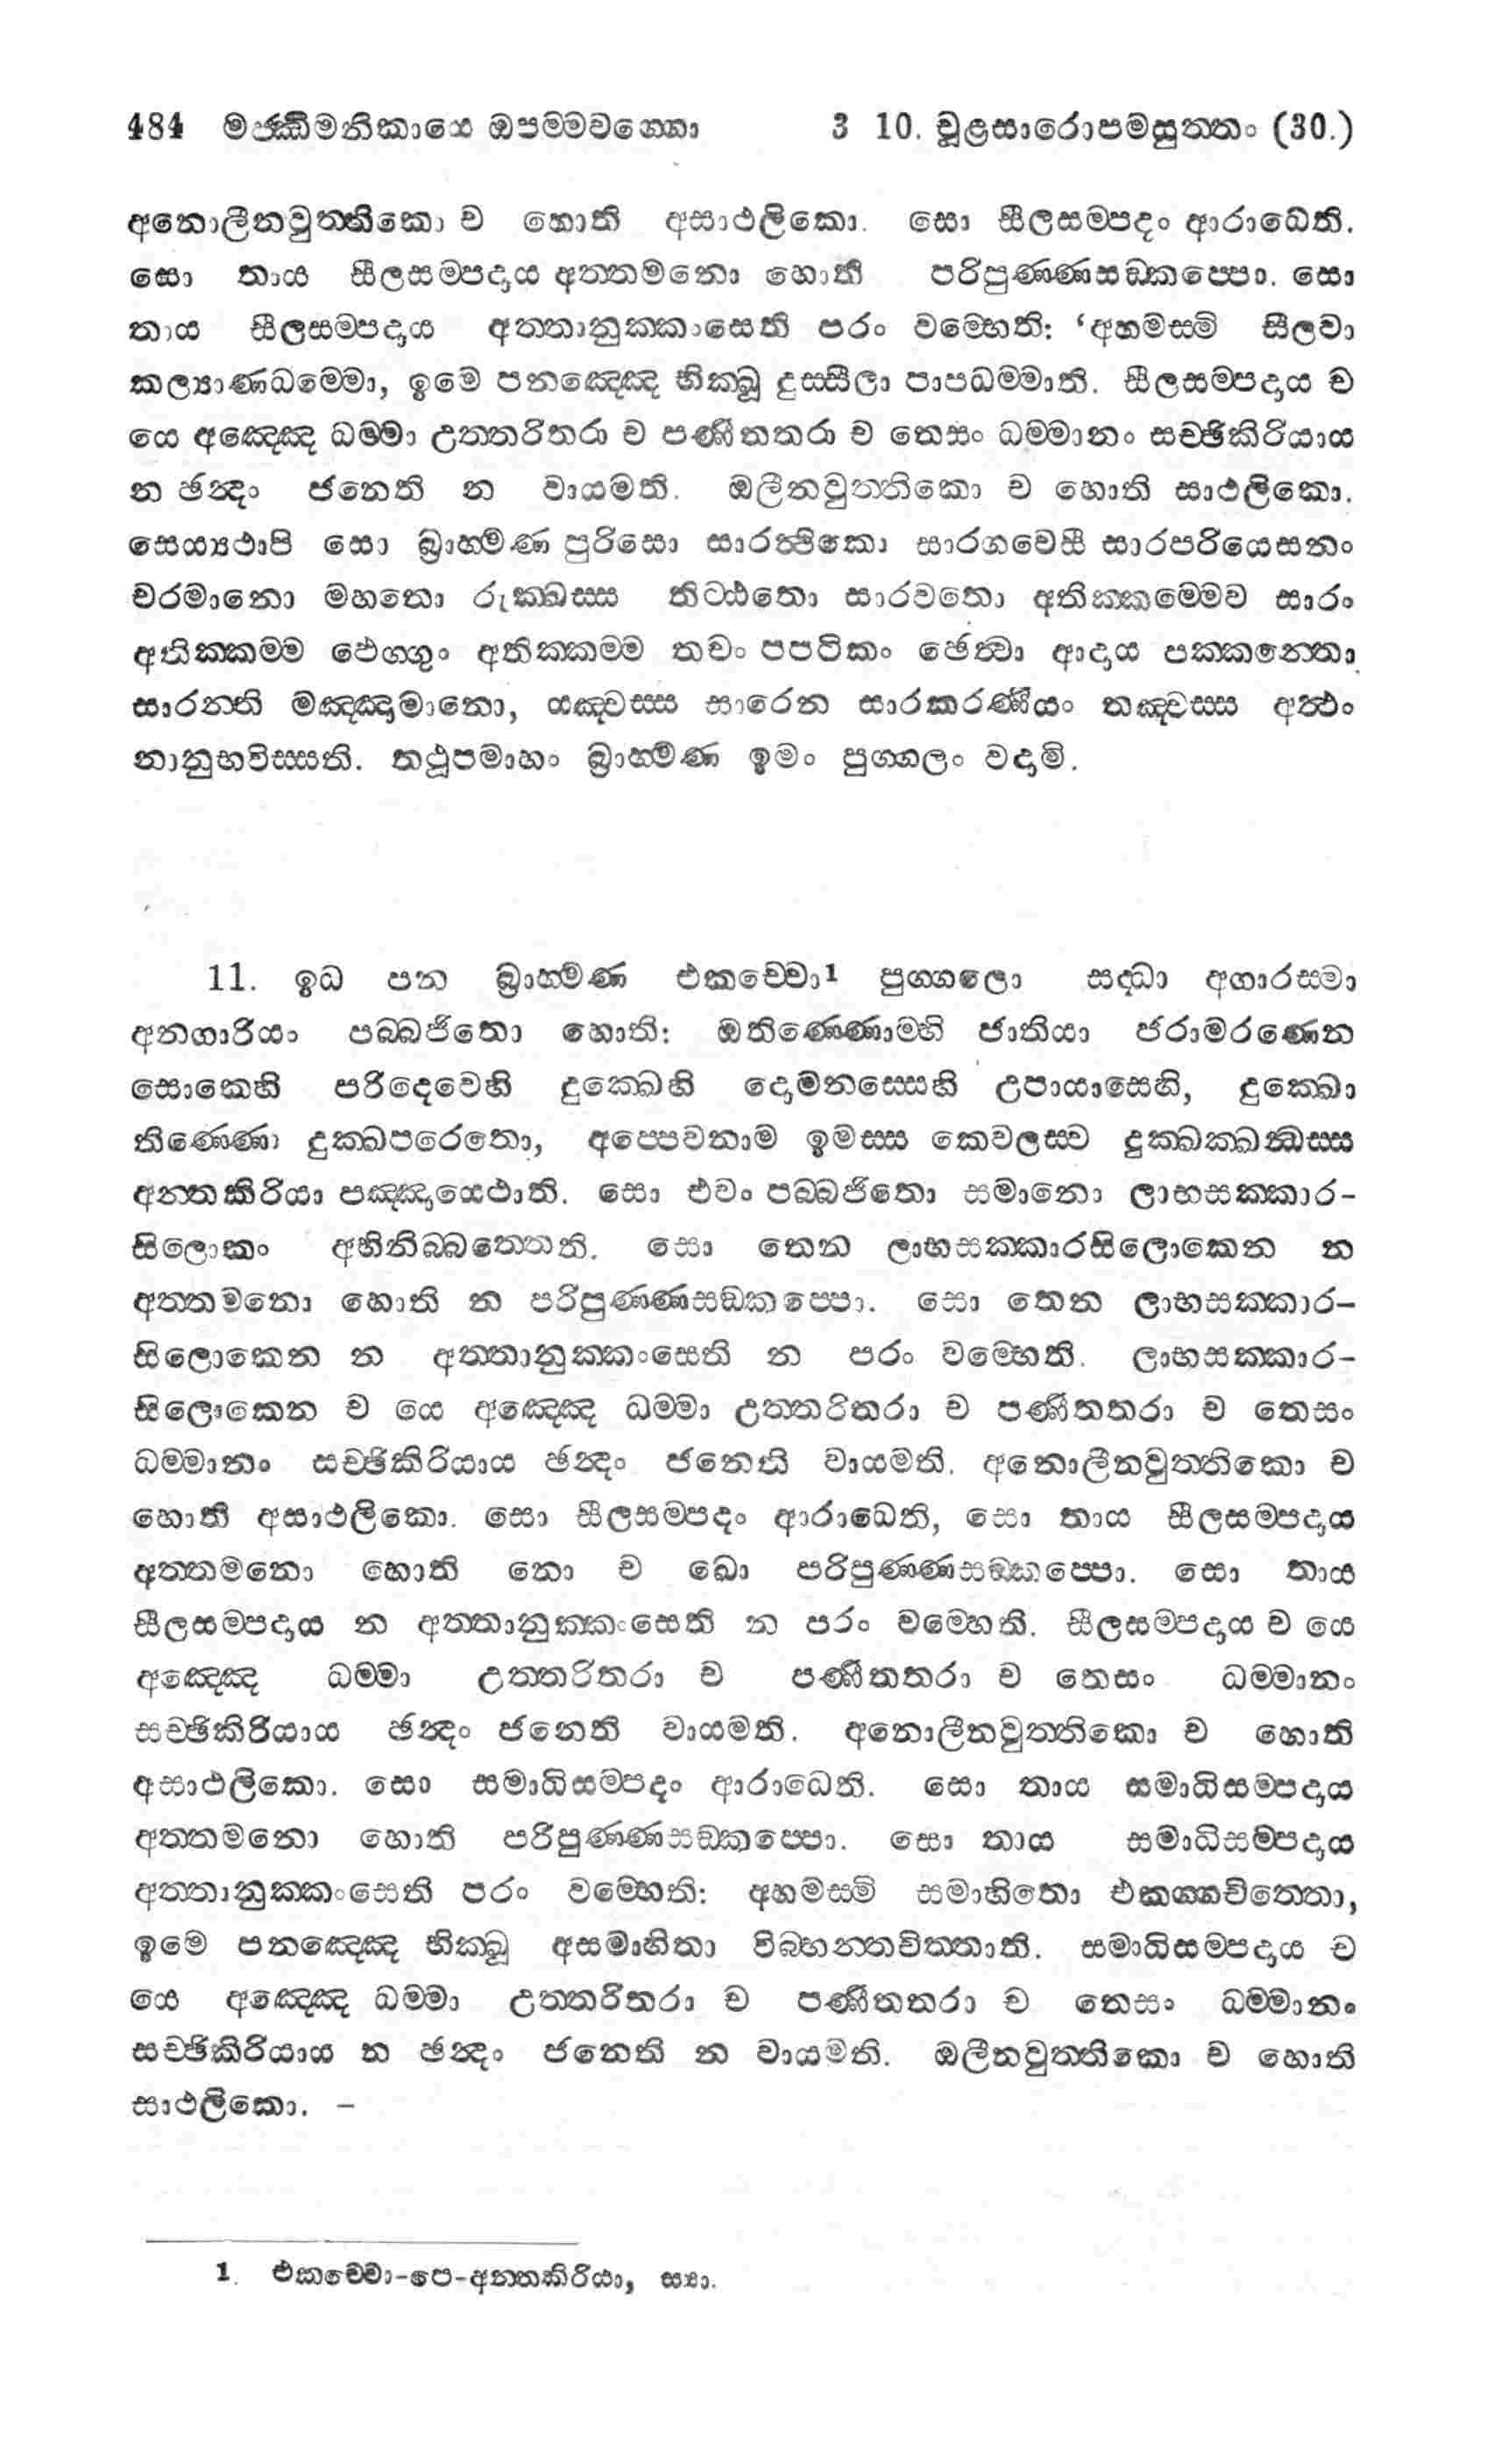 484 මජ්ඣිමනිකායෙ ඔපම්මවග්ගො 3 10. චූළසාරොපමසුත්තං (30.)
අනොලීනවුත්තිකො ච හොති අසාථලිකො. සො සීලසම්පදං ආරාධෙති.
සො තාය සීලසම්පදාය අත්තමනො හොති පරිපුණ්ණසඞ්කප්පො. සො
තාය සීලසම්පදාය අත්තානුක්කාසෙති පරං වම්භෙති: ‘අහමස්මි සීලවා
කල්‍යාණධම්මො, ඉමෙ පනඤ්ඤෙ භික්ඛූ දුස්සීලා පාපධම්මාති. සීලසම්පදාය ච
යෙ අඤ්ඤෙ ධම්මා උත්තරිතරා ච පණීතතරා ච තෙසං ධම්මානං සච්ඡිකිරියාය
න ඡන්දං ජනෙති න වායමති. ඔලීනවුත්තිකො ච හොති සාථලිකො.
සෙය්‍යථාපි සො බ්‍රාහ්මණ පුරිසො සාරත්ථිකො සාරගවෙසී සාරපරියෙසනං
චරමානො මහතො රුක්ඛස්ස තිට්ඨතො සාරවතො අතික්කම්මෙව සාරං
අතික්කම්ම ඵෙග්ගුං අතික්කම්ම තචං පපටිකං ඡෙත්වා ආදාය පක්කන්තො
සාරන්ති මඤ්ඤමානො, යඤ්චස්ස සාරෙන සාරකරණීයං තඤ්චස්ස අත්ථං
නානුභවිස්සති. තථූපමාහං බ්‍රාහ්මණ ඉමං පුග්ගලං වදාමි.
11. ඉධ පන බ්‍රාහ්මණ එකච්චො1 පුග්ගලො සද්ධා අගාරස්මා
අනගාරියං පබ්බජිතො හොති: ඔතිණ්ණොම්හි ජාතියා ජරාමරණෙන
සොකෙහි පරිදෙවෙහි දුක්ඛෙහි දොමනස්සෙහි උපායාසෙහි, දුක්ඛො
තිණ්ණො දුක්ඛපරෙතො, අප්පෙවනාම ඉමස්ස කෙවලස්ව දුක්ඛක්ඛන්ධස්ස
අන්තකිරියා පඤ්ඤායෙථාති. සො එවං පබ්බජිතො සමානො ලාභසක්කාර-
සිලොකං අභිනිබ්බත්තෙති. සො තෙන ලාභසක්කාරසිලොකෙන න
අත්තමනො හොති න පරිපුණ්ණසඞ්කප්පො. සො තෙන ලාභසක්කාර-
සිලොකෙන න අත්තානුක්කංසෙති න පරං වම්භෙති. ලාභසක්කාර-
සිලොකෙන ච යෙ අඤ්ඤෙ ධම්මා උත්තරිතරා ච පණීතතරා ච තෙසං
ධම්මානං සච්ඡිකිරියාය ඡන්දං ජනෙති වායමති. අනොලීනවුත්තිකො ච
හොති අසාථලිකො. සො සීලසම්පදං ආරාධෙති, සො තාය සීලසම්පදාය
අත්තමනො හොති නො ච ඛො පරිපුණ්ණසඞ්කප්පො. සො තාය
සීලසම්පදාය න අත්තානුක්කංසෙති න පරං වම්හෙති. සීලසම්පදාය ච යෙ
අඤ්ඤෙ ධම්මා උත්තරිතරා ච පණීතතරා ච තෙසං ධම්මානං
සච්ඡිකිරියාය ඡන්දං ජනෙති වායමති. අනොලීනවුත්තිකො ච හොති
අසාථලිකො. සො සමාධිසම්පදං ආරාධෙති. සො තාය සමාධිසම්පදාය
අත්තමනො හොති පරිපුණ්ණසඞ්කප්පො. සො තාය සමාධිසම්පදාය
අත්තානුක්කංසෙති පරං වම්භෙති: අහමස්මි සමාහිතො එකග්ගචිත්තො,
ඉමෙ පනඤ්ඤෙ භික්ඛූ අසමාහිතා විබ්භන්තචිත්තාති. සමාධිසම්පදාය ච
යෙ අඤ්ඤෙ ධම්මා උත්තරිතරා ච පණීතතරා ච තෙසං ධම්මානං
සච්ඡිකිරියාය න ඡන්දං ජනෙති න වායමති. ඔලීනවුත්තිකො ච හොති
සාථලිකො. –
1. එකච්චො-පෙ-අන්තකිරියා, ස්‍යා.